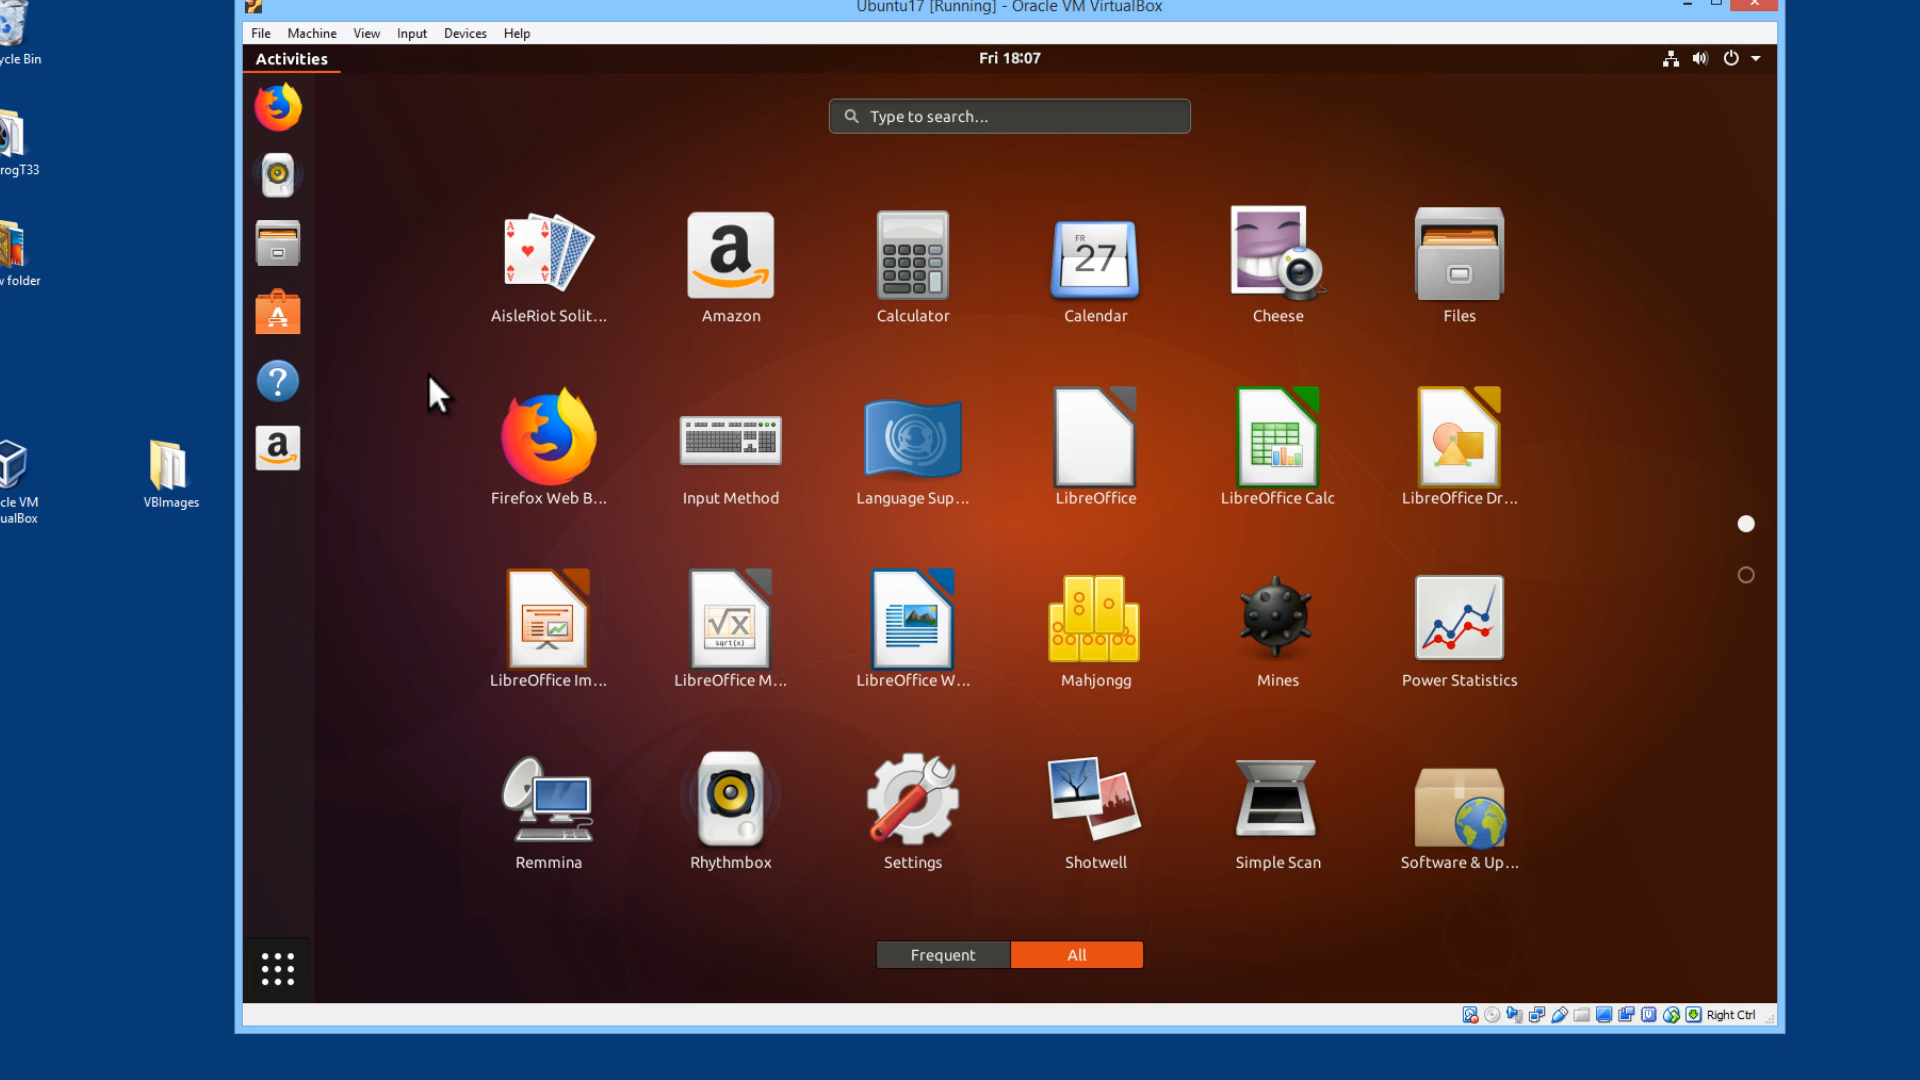 Ubuntu17 [Running] - Oracle VM VirtualBox
File Machine View Input Devices Help
Activities
Fri 18:07
Type to search...
ycle Bin
rogT33
w folder
cle VM
ualBox
VBImages
AisleRiot Solit...
Amazon
Calculator
FR
27
Calendar
Cheese
Files
Firefox Web B...
Input Method
Language Sup...
LibreOffice
LibreOffice Calc
LibreOffice Dr...
LibreOffice Im...
√x
sqrt(x)
LibreOffice M...
LibreOffice W...
Mahjongg
Mines
Power Statistics
Remmina
Rhythmbox
Settings
Shotwell
Simple Scan
Software & Up...
Frequent
All
Right Ctrl